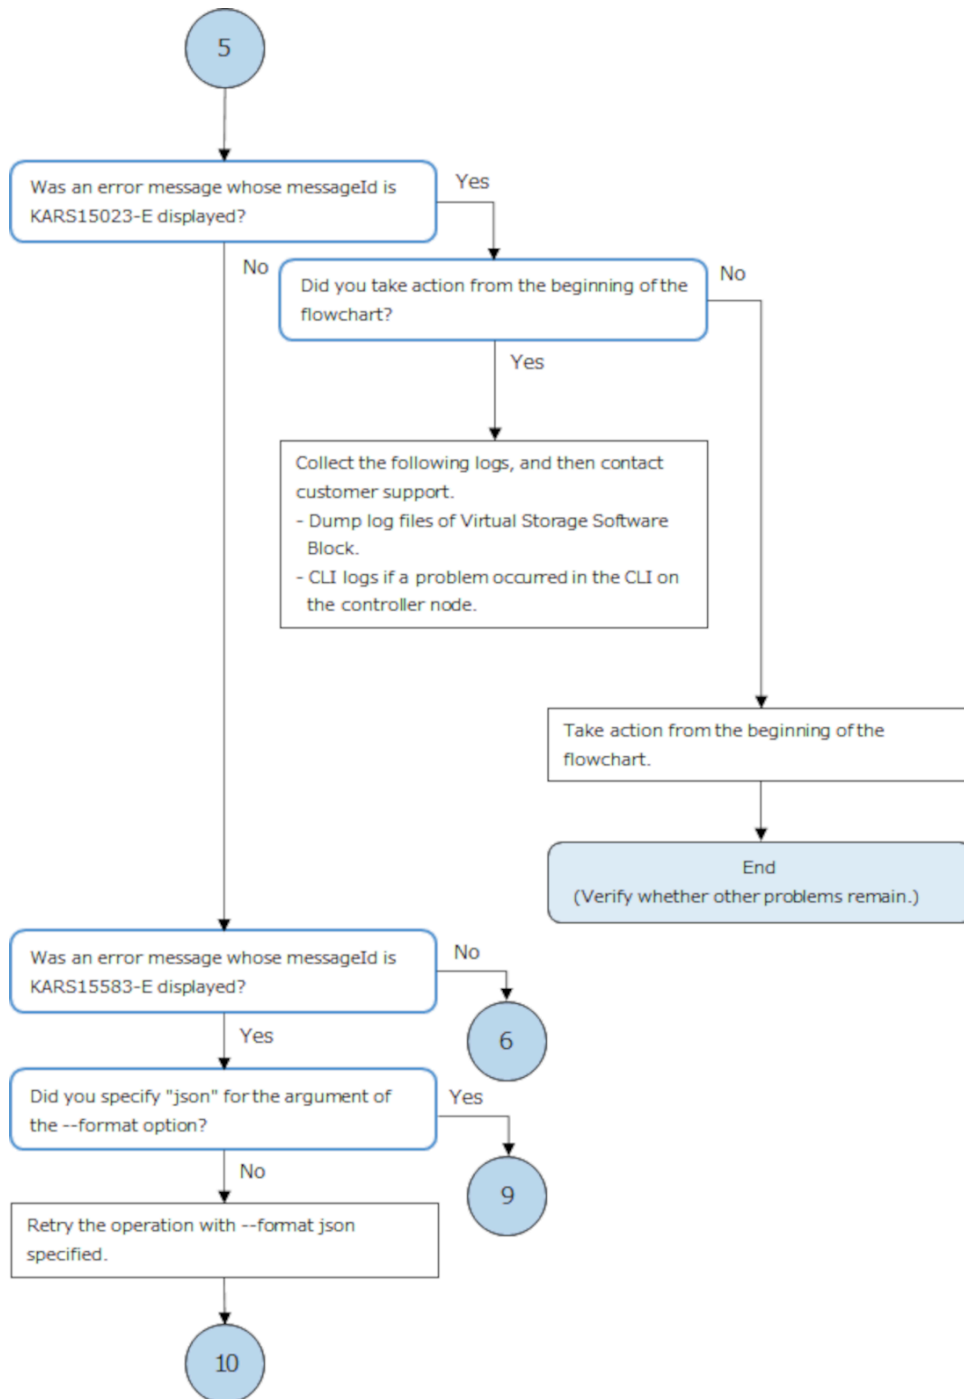 5
Was an error message whose messageId is
KARS15023-E displayed?
Yes
No
Did you take action from the beginning of the
flowchart?
No
Yes
Collect the following logs, and then contact
customer support.
- Dump log files of Virtual Storage Software
Block.
- CLI logs if a problem occurred in the CLI on
the controller node.
Take action from the beginning of the
flowchart.
End
(Verify whether other problems remain.)
Was an error message whose messageId is
KARS15583-E displayed?
No
6
Yes
Did you specify "json" for the argument of
the --format option?
Yes
9
No
Retry the operation with --format json
specified.
10